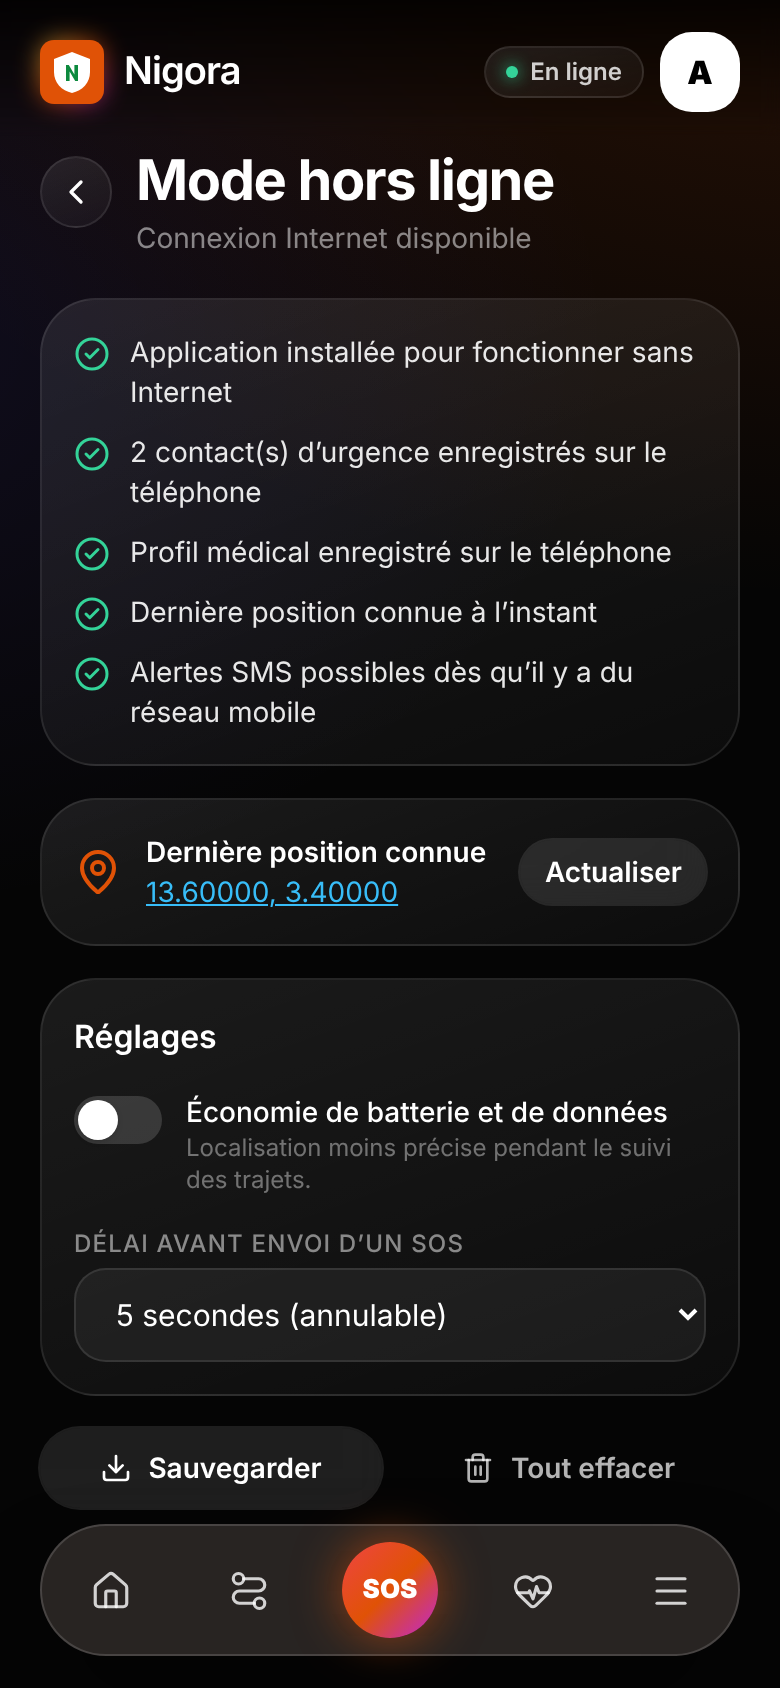 N
Nigora
En ligne
A
Mode hors ligne
Connexion Internet disponible
Application installée pour fonctionner sans
Internet
2 contact(s) d’urgence enregistrés sur le
téléphone
Profil médical enregistré sur le téléphone
Dernière position connue à l’instant
Alertes SMS possibles dès qu’il y a du
réseau mobile
Dernière position connue
13.60000, 3.40000
Actualiser
Réglages
Économie de batterie et de données
Localisation moins précise pendant le suivi
des trajets.
DÉLAI AVANT ENVOI D’UN SOS
5 secondes (annulable)
Sauvegarder
Tout effacer
SOS